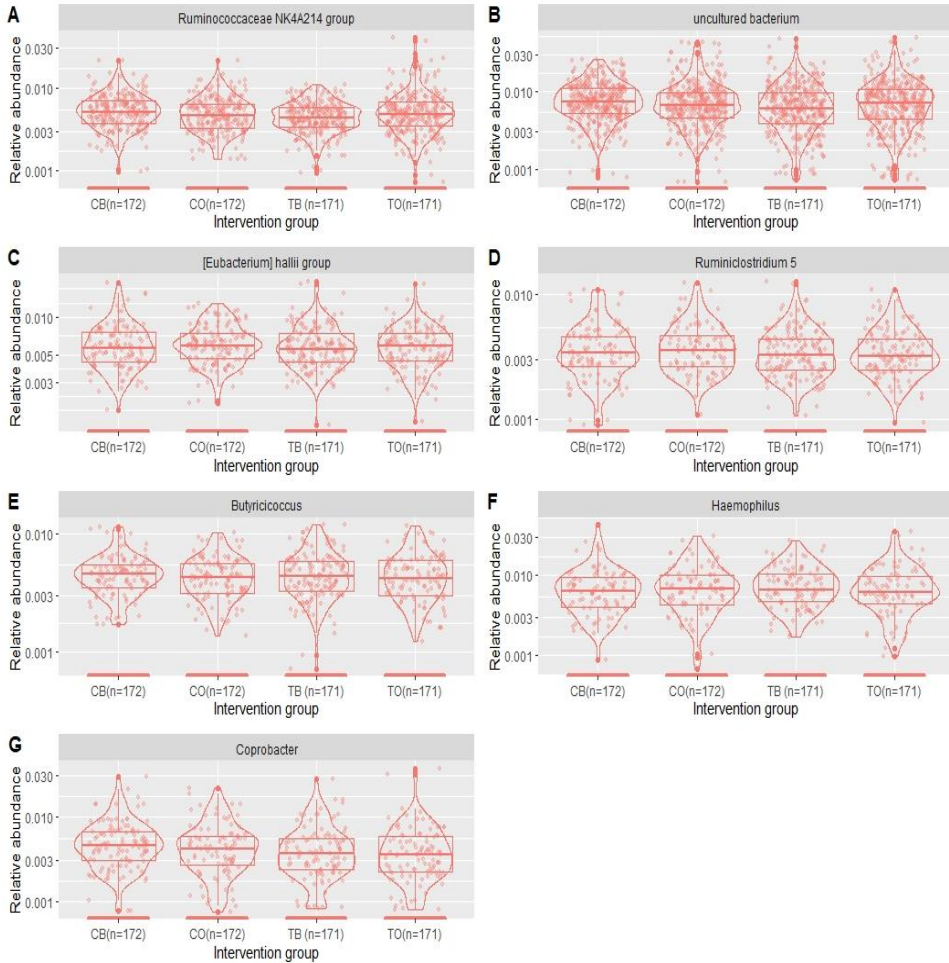 A
Ruminococcaceae NK4A214 group
Relative abundance
0.030
0.010
0.003
0.001
CB(n=172) CO(n=172) TB(n=171) TO(n=171)
Intervention group
B
uncultured bacterium
Relative abundance
0.030
0.010
0.003
0.001
CB(n=172) CO(n=172) TB(n=171) TO(n=171)
Intervention group
C
[Eubacterium] hallii group
Relative abundance
0.010
0.005
0.003
CB(n=172) CO(n=172) TB (n=171) TO(n=171)
Intervention group
D
Ruminiclostridium 5
Relative abundance
0.010
0.003
0.001
CB(n=172) CO(n=172) TB(n=171) TO(n=171)
Intervention group
E
Butyricicoccus
Relative abundance
0.010
0.003
0.001
CB(n=172) CO(n=172) TB (n=171) TO(n=171)
Intervention group
F
Haemophilus
Relative abundance
0.030
0.010
0.003
0.001
CB(n=172) CO(n=172) TB (n=171) TO(n=171)
Intervention group
G
Coprobacter
Relative abundance
0.030
0.010
0.003
0.001
CB(n=172) CO(n=172) TB(n=171) TO(n=171)
Intervention group